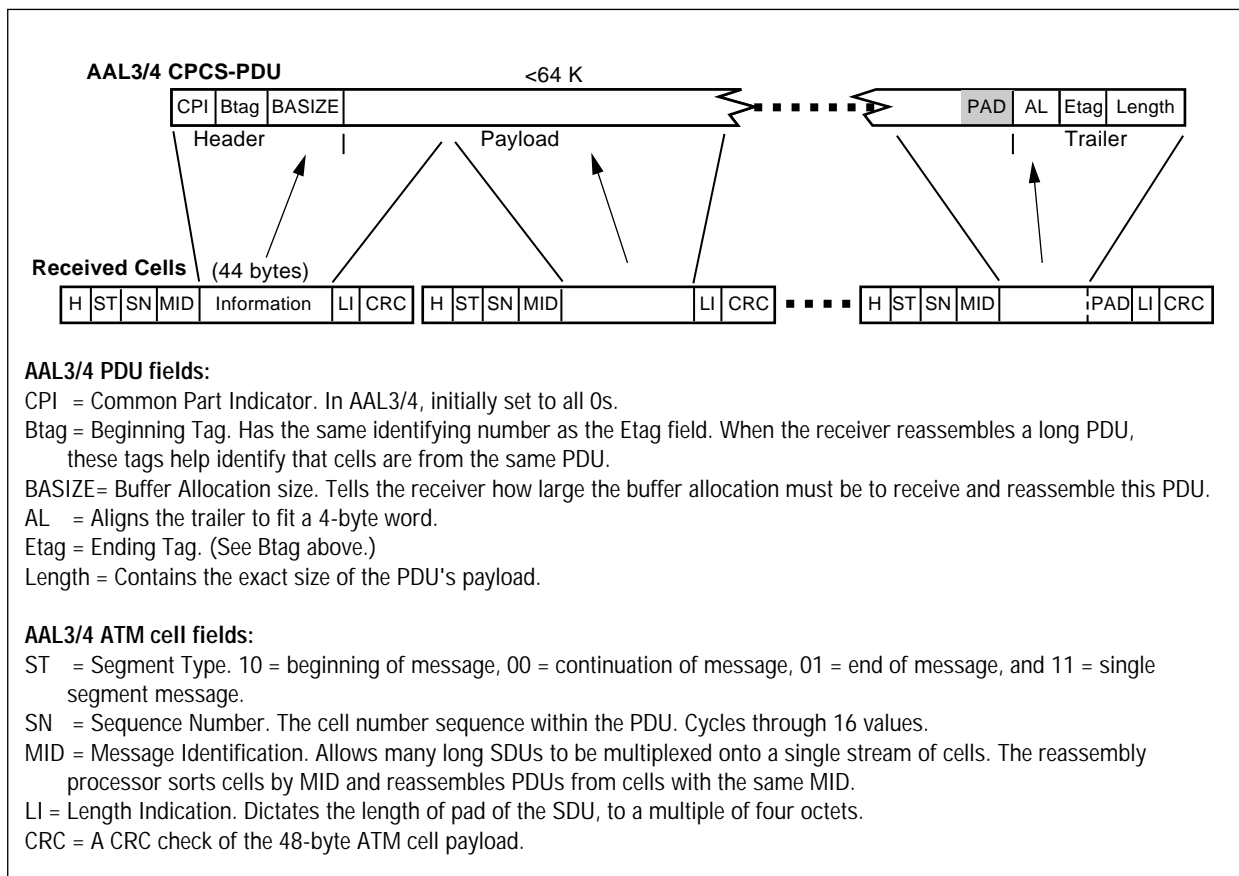 AAL3/4 CPCS-PDU
<64 K
CPI Btag BASIZE PAD AL Etag Length
Header Payload Trailer
Received Cells (44 bytes)
H ST SN MID Information LI CRC H ST SN MID LI CRC H ST SN MID PAD LI CRC
AAL3/4 PDU fields:
CPI = Common Part Indicator. In AAL3/4, initially set to all 0s.
Btag = Beginning Tag. Has the same identifying number as the Etag field. When the receiver reassembles a long PDU,
these tags help identify that cells are from the same PDU.
BASIZE= Buffer Allocation size. Tells the receiver how large the buffer allocation must be to receive and reassemble this PDU.
AL = Aligns the trailer to fit a 4-byte word.
Etag = Ending Tag. (See Btag above.)
Length = Contains the exact size of the PDU's payload.
AAL3/4 ATM cell fields:
ST = Segment Type. 10 = beginning of message, 00 = continuation of message, 01 = end of message, and 11 = single
segment message.
SN = Sequence Number. The cell number sequence within the PDU. Cycles through 16 values.
MID = Message Identification. Allows many long SDUs to be multiplexed onto a single stream of cells. The reassembly
processor sorts cells by MID and reassembles PDUs from cells with the same MID.
LI = Length Indication. Dictates the length of pad of the SDU, to a multiple of four octets.
CRC = A CRC check of the 48-byte ATM cell payload.